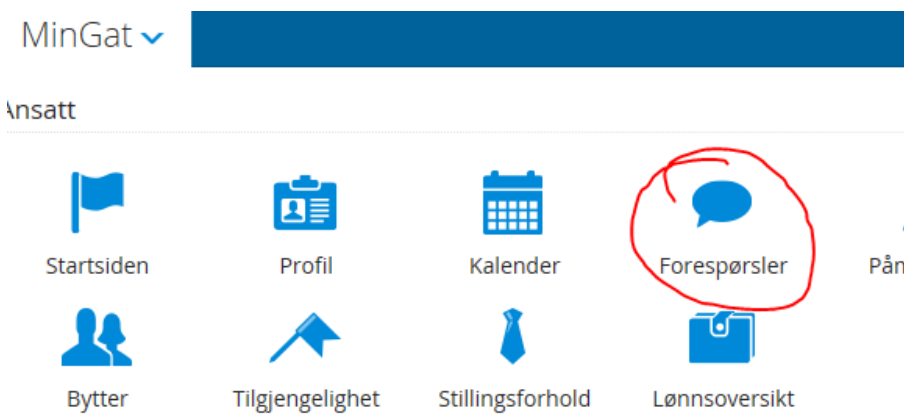 MinGat
Ansatt
Startsiden Profil Kalender Forespørsler
Bytter Tilgjengelighet Stillingsforhold Lønnsoversikt